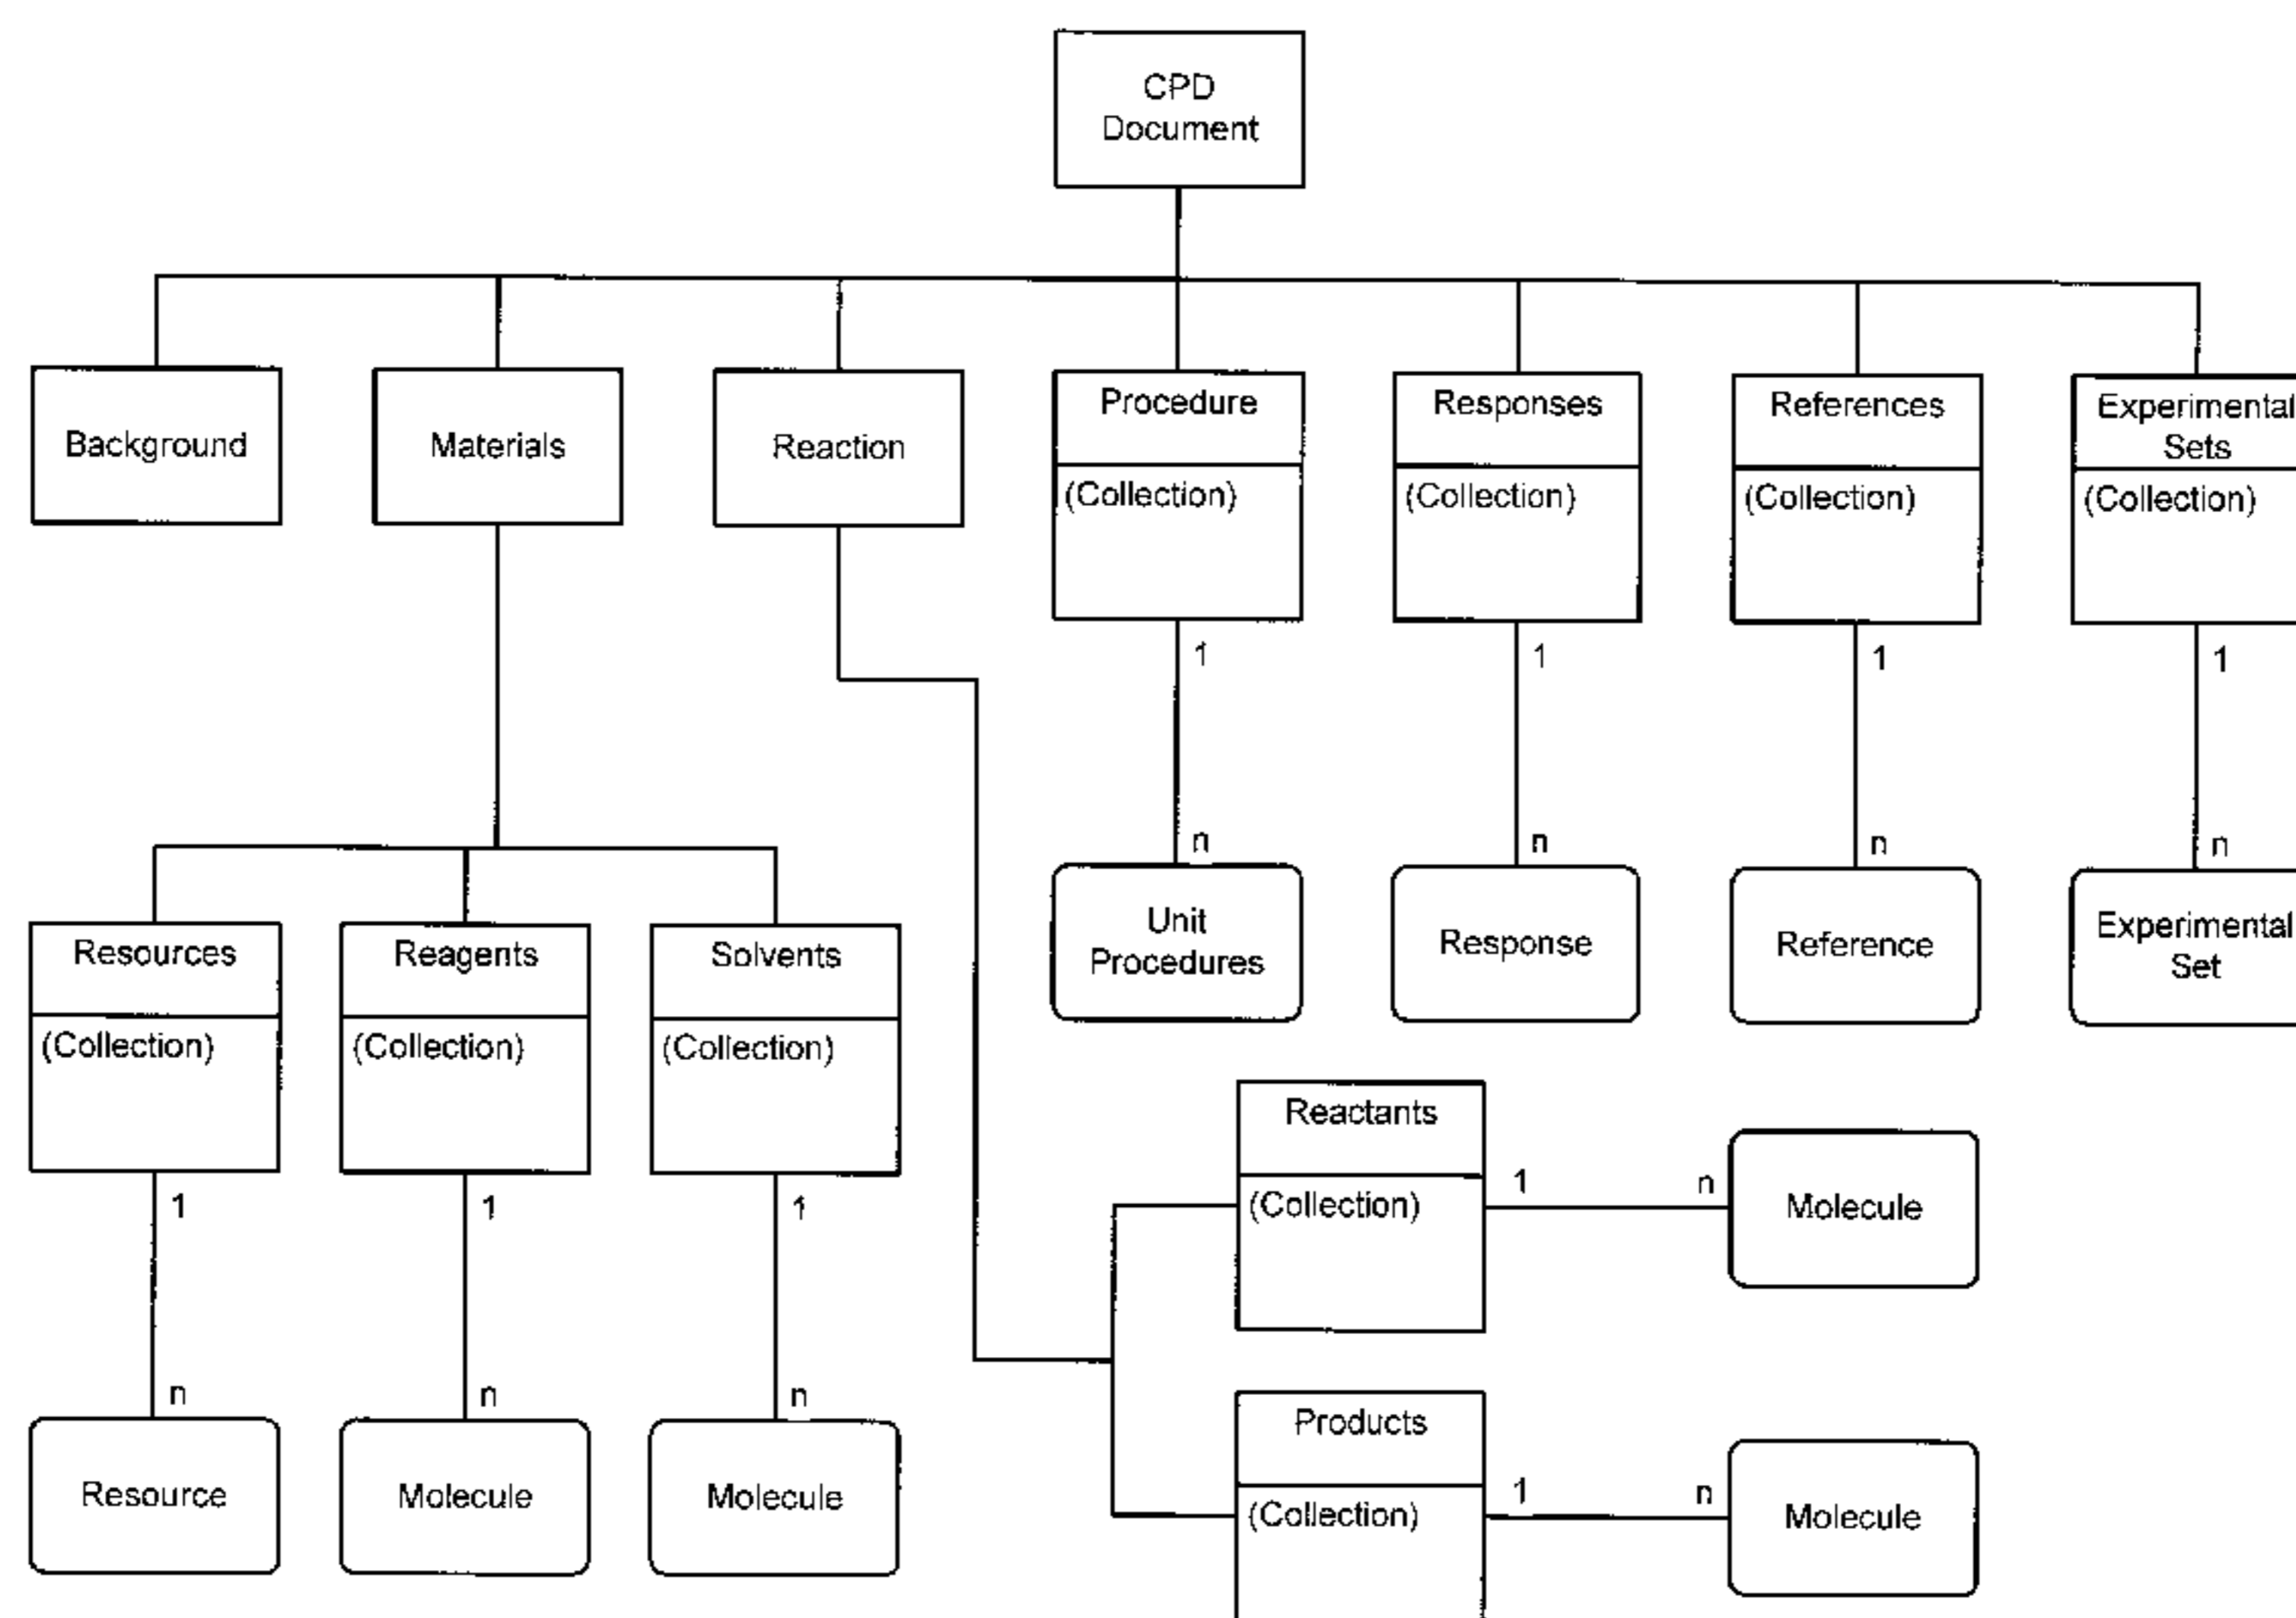 CPD
Document
Background
Materials
Reaction
Procedure
(Collection)
Responses
(Collection)
References
(Collection)
Experimental
Sets
(Collection)
1
1
1
1
n
n
n
n
Unit
Procedures
Response
Reference
Experimental
Set
Resources
(Collection)
Reagents
(Collection)
Solvents
(Collection)
1
1
1
n
n
n
Resource
Molecule
Molecule
Reactants
(Collection)
1
n
Molecule
Products
(Collection)
1
n
Molecule